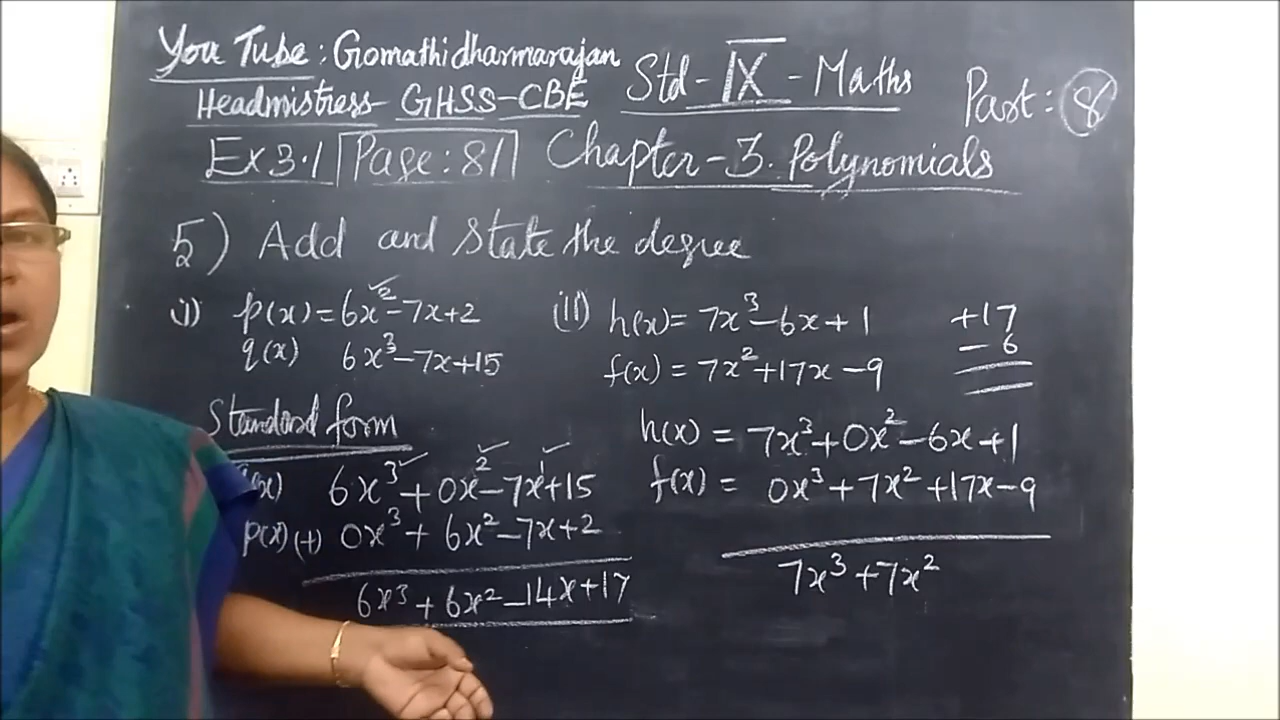 You Tube : Gomathidharmarajan
Headmistress - GHSS-CBE
Std - IX - Maths
Part : 8
Ex 3.1 Page : 81 Chapter - 3. Polynomials
5) Add and state the degree
i) p(x) = 6x² - 7x + 2
q(x) 6x³ - 7x + 15
Standard form
(x) 6x³ + 0x² - 7x¹ + 15
p(x) (+) 0x³ + 6x² - 7x + 2
6x³ + 6x² - 14x + 17
(ii) h(x) = 7x³ - 6x + 1
f(x) = 7x² + 17x - 9
+17
- 6
h(x) = 7x³ + 0x² - 6x + 1
f(x) = 0x³ + 7x² + 17x - 9
7x³ + 7x²